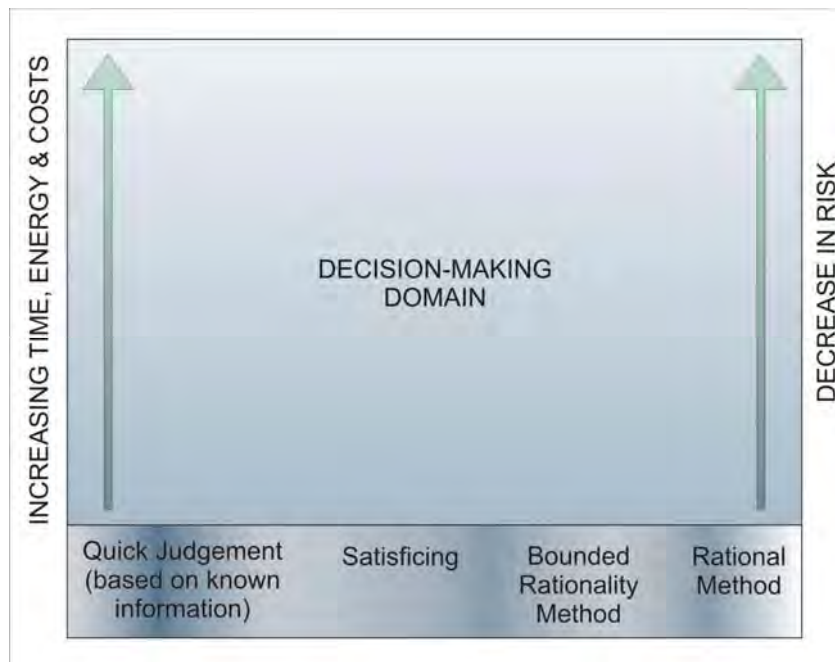 INCREASING TIME, ENERGY & COSTS
DECISION-MAKING
DOMAIN
DECREASE IN RISK
Quick Judgement
(based on known
information)
Satisficing
Bounded
Rationality
Method
Rational
Method